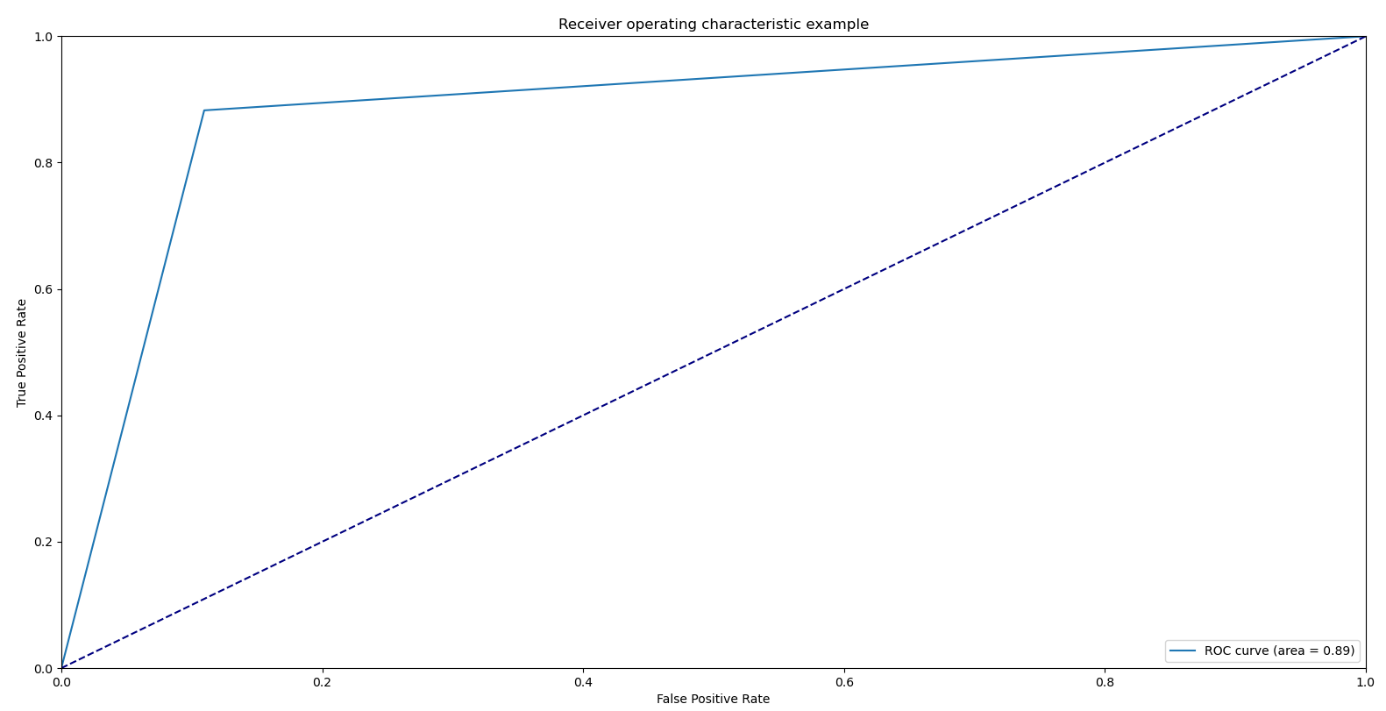 Receiver operating characteristic example
1.0
0.8
0.6
0.4
0.2
0.0
True Positive Rate
0.0 0.2 0.4 0.6 0.8 1.0
False Positive Rate
ROC curve (area = 0.89)